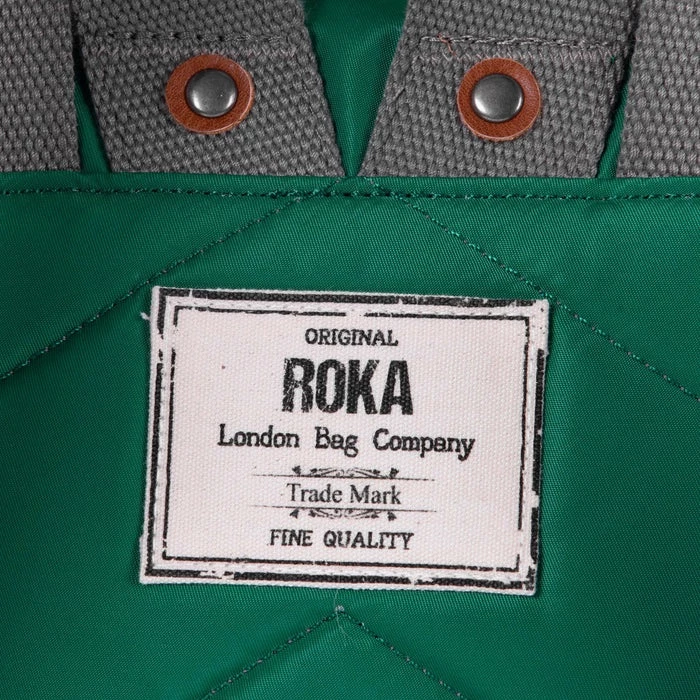 ORIGINAL
ROKA
London Bag Company
Trade Mark
FINE QUALITY